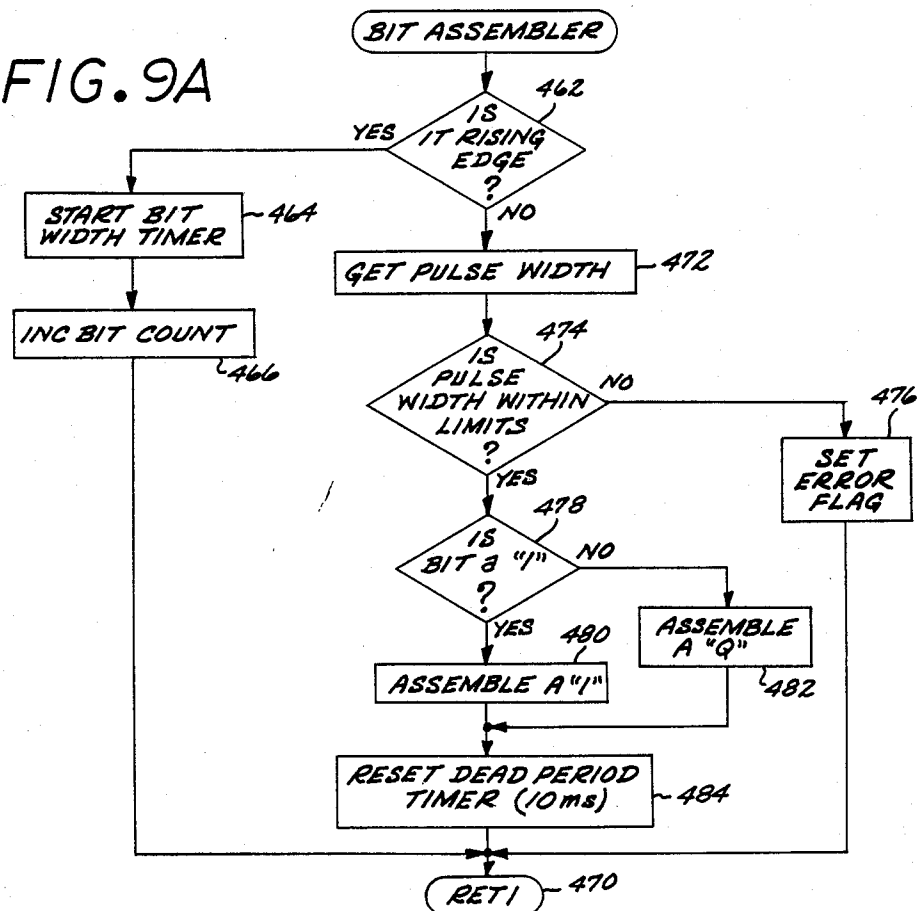 FIG. 9A
BIT ASSEMBLER
462
IS
IT RISING
EDGE
?
YES
NO
START BIT
WIDTH TIMER
464
INC BIT COUNT
466
GET PULSE WIDTH
472
474
IS
PULSE
WIDTH WITHIN
LIMITS
?
NO
YES
476
SET
ERROR
FLAG
478
IS
BIT a "1"
?
NO
YES
480
ASSEMBLE A "1"
ASSEMBLE
A "Q"
482
RESET DEAD PERIOD
TIMER (10 ms)
484
RETI
470